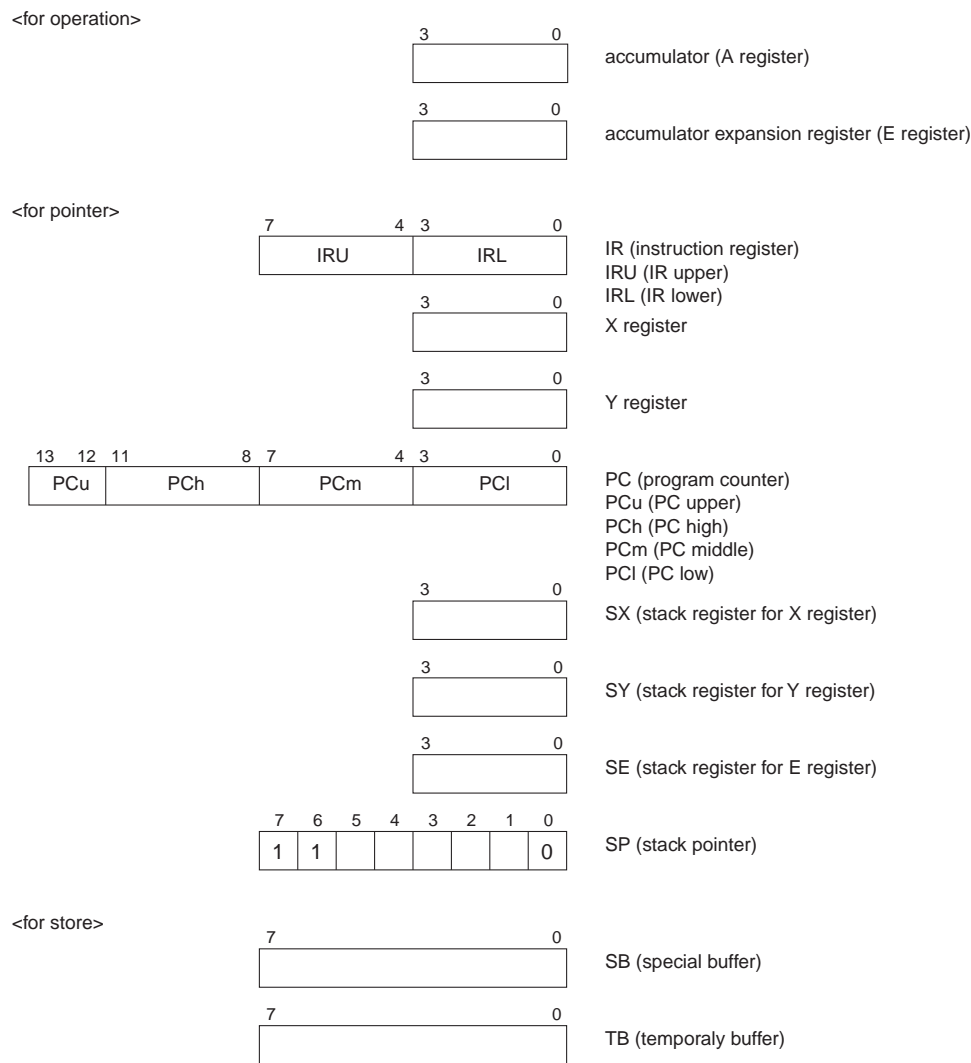 <for operation>
3 0
accumulator (A register)
3 0
accumulator expansion register (E register)
<for pointer>
7 4 3 0
IRU IRL
IR (instruction register)
IRU (IR upper)
IRL (IR lower)
3 0
X register
3 0
Y register
13 12 11 8 7 4 3 0
PCu PCh PCm PCl
PC (program counter)
PCu (PC upper)
PCh (PC high)
PCm (PC middle)
PCl (PC low)
3 0
SX (stack register for X register)
3 0
SY (stack register for Y register)
3 0
SE (stack register for E register)
7 6 5 4 3 2 1 0
1 1 0
SP (stack pointer)
<for store>
7 0
SB (special buffer)
7 0
TB (temporaly buffer)